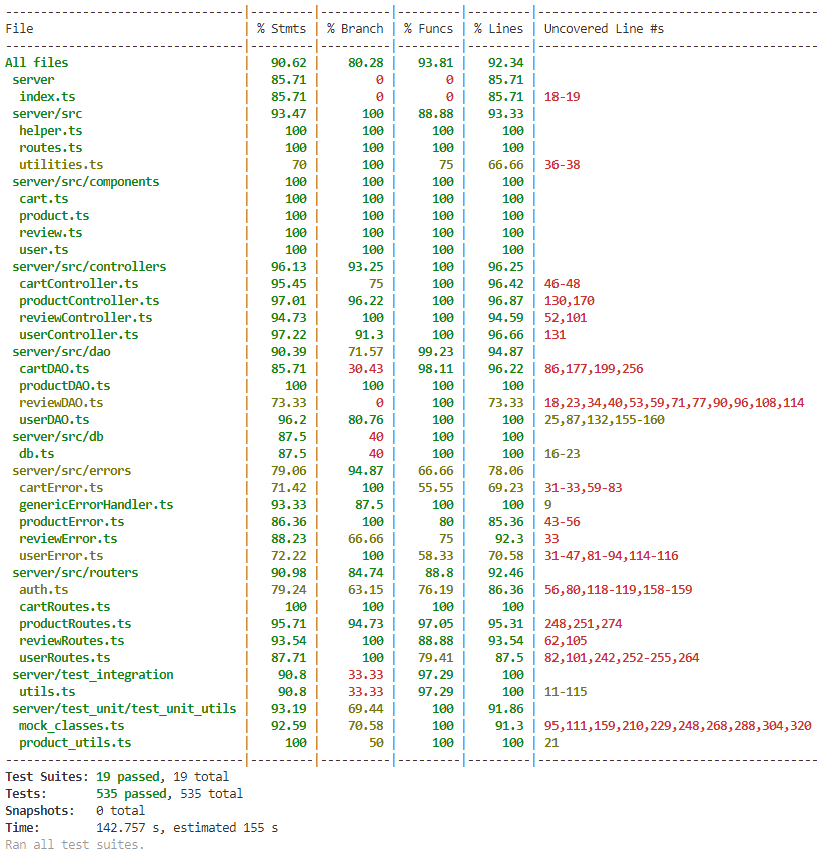 -----------------------------------|---------|----------|---------|---------|---------------------------------------
File                               | % Stmts | % Branch | % Funcs | % Lines | Uncovered Line #s
-----------------------------------|---------|----------|---------|---------|---------------------------------------
All files                          |   90.62 |    80.28 |   93.81 |   92.34 |
 server                            |   85.71 |        0 |       0 |   85.71 |
  index.ts                         |   85.71 |        0 |       0 |   85.71 | 18-19
 server/src                        |   93.47 |      100 |   88.88 |   93.33 |
  helper.ts                        |     100 |      100 |     100 |     100 |
  routes.ts                        |     100 |      100 |     100 |     100 |
  utilities.ts                     |      70 |      100 |      75 |   66.66 | 36-38
 server/src/components             |     100 |      100 |     100 |     100 |
  cart.ts                          |     100 |      100 |     100 |     100 |
  product.ts                       |     100 |      100 |     100 |     100 |
  review.ts                        |     100 |      100 |     100 |     100 |
  user.ts                          |     100 |      100 |     100 |     100 |
 server/src/controllers            |   96.13 |    93.25 |     100 |   96.25 |
  cartController.ts                |   95.45 |       75 |     100 |   96.42 | 46-48
  productController.ts             |   97.01 |    96.22 |     100 |   96.87 | 130,170
  reviewController.ts              |   94.73 |      100 |     100 |   94.59 | 52,101
  userController.ts                |   97.22 |     91.3 |     100 |   96.66 | 131
 server/src/dao                    |   90.39 |    71.57 |   99.23 |   94.87 |
  cartDAO.ts                       |   85.71 |    30.43 |   98.11 |   96.22 | 86,177,199,256
  productDAO.ts                    |     100 |      100 |     100 |     100 |
  reviewDAO.ts                     |   73.33 |        0 |     100 |   73.33 | 18,23,34,40,53,59,71,77,90,96,108,114
  userDAO.ts                       |    96.2 |    80.76 |     100 |     100 | 25,87,132,155-160
 server/src/db                     |    87.5 |       40 |     100 |     100 |
  db.ts                            |    87.5 |       40 |     100 |     100 | 16-23
 server/src/errors                 |   79.06 |    94.87 |   66.66 |   78.06 |
  cartError.ts                     |   71.42 |      100 |   55.55 |   69.23 | 31-33,59-83
  genericErrorHandler.ts           |   93.33 |     87.5 |     100 |     100 | 9
  productError.ts                  |   86.36 |      100 |      80 |   85.36 | 43-56
  reviewError.ts                   |   88.23 |    66.66 |      75 |    92.3 | 33
  userError.ts                     |   72.22 |      100 |   58.33 |   70.58 | 31-47,81-94,114-116
 server/src/routers                |   90.98 |    84.74 |    88.8 |   92.46 |
  auth.ts                          |   79.24 |    63.15 |   76.19 |   86.36 | 56,80,118-119,158-159
  cartRoutes.ts                    |     100 |      100 |     100 |     100 |
  productRoutes.ts                 |   95.71 |    94.73 |   97.05 |   95.31 | 248,251,274
  reviewRoutes.ts                  |   93.54 |      100 |   88.88 |   93.54 | 62,105
  userRoutes.ts                    |   87.71 |      100 |   79.41 |    87.5 | 82,101,242,252-255,264
 server/test_integration           |    90.8 |    33.33 |   97.29 |     100 |
  utils.ts                         |    90.8 |    33.33 |   97.29 |     100 | 11-115
 server/test_unit/test_unit_utils  |   93.19 |    69.44 |     100 |   91.86 |
  mock_classes.ts                  |   92.59 |    70.58 |     100 |    91.3 | 95,111,159,210,229,248,268,288,304,320
  product_utils.ts                 |     100 |       50 |     100 |     100 | 21
-----------------------------------|---------|----------|---------|---------|---------------------------------------
Test Suites: 19 passed, 19 total
Tests:       535 passed, 535 total
Snapshots:   0 total
Time:        142.757 s, estimated 155 s
Ran all test suites.